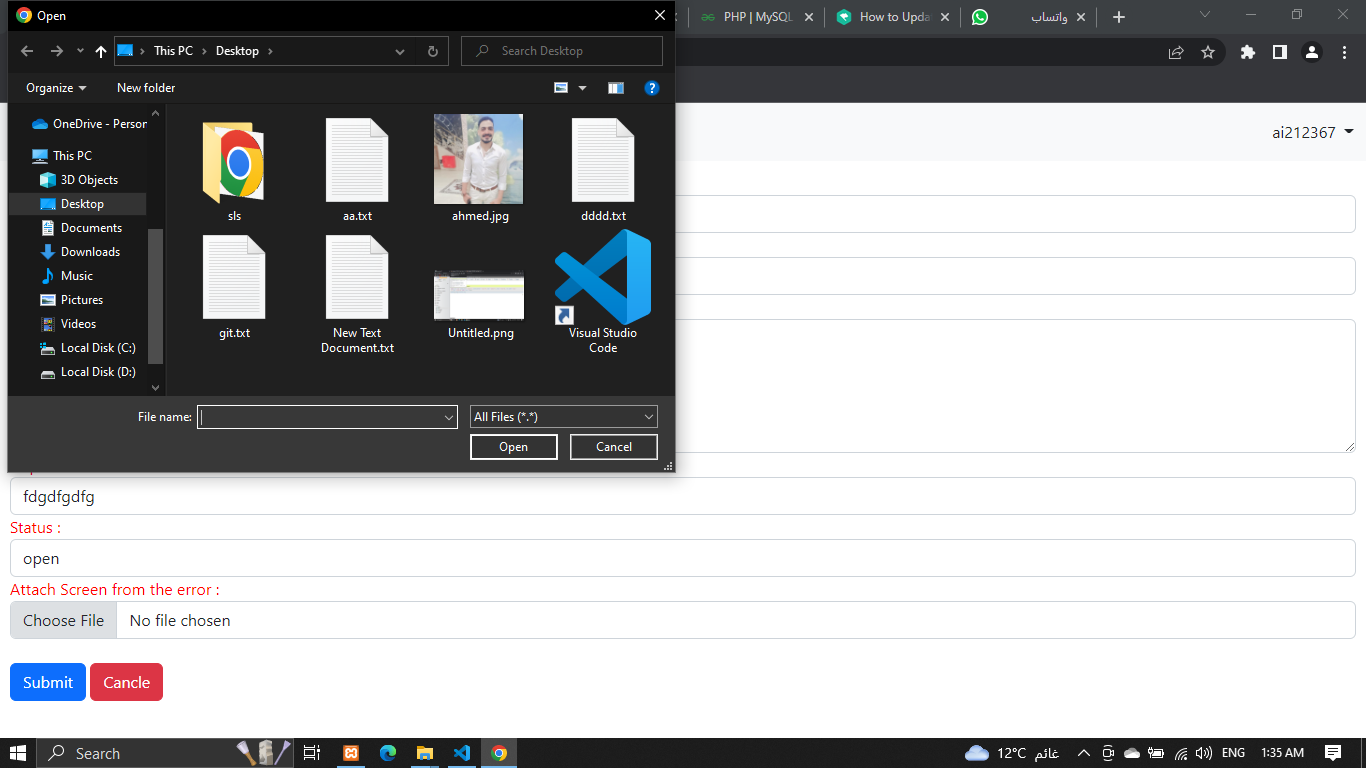 Open
PHP | MySQL
How to Upda
واتساب
This PC
Desktop
Search Desktop
Organize
New folder
OneDrive - Person
This PC
3D Objects
Desktop
Documents
Downloads
Music
Pictures
Videos
Local Disk (C:)
Local Disk (D:)
sls
aa.txt
ahmed.jpg
dddd.txt
git.txt
New Text
Document.txt
Untitled.png
Visual Studio
Code
File name:
All Files (*.*)
Open
Cancel
ai212367
fdgdfgdfg
Status :
open
Attach Screen from the error :
Choose File
No file chosen
Submit
Cancle
Search
12°C غائم
ENG
1:35 AM